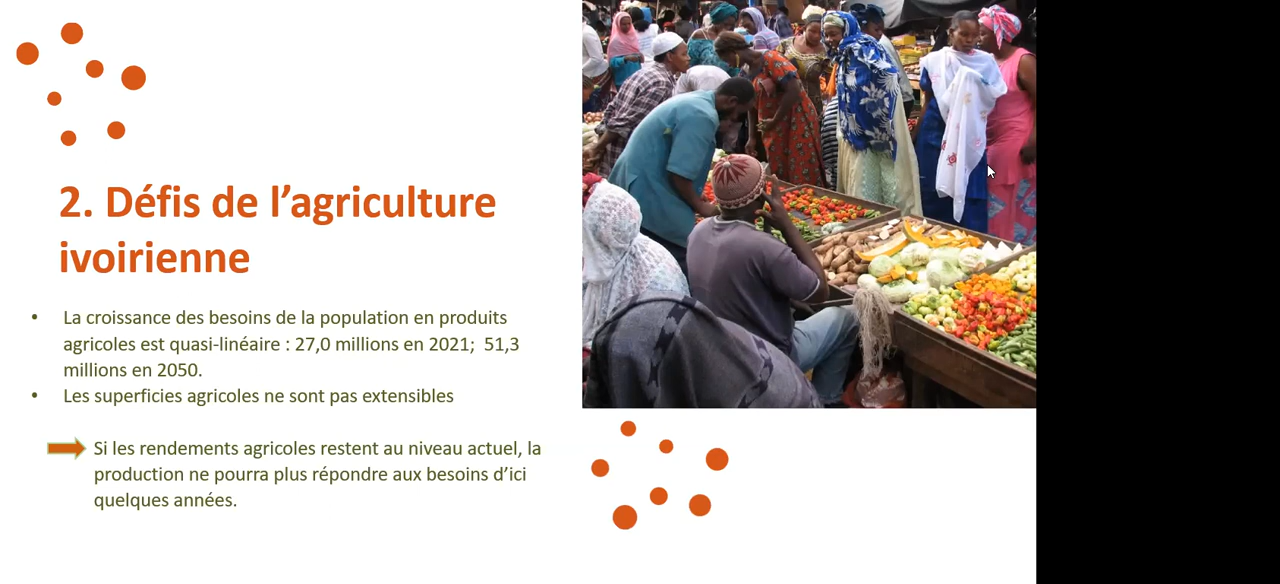 2. Défis de l’agriculture
ivoirienne
• La croissance des besoins de la population en produits
agricoles est quasi-linéaire : 27,0 millions en 2021;  51,3
millions en 2050.
• Les superficies agricoles ne sont pas extensibles
Si les rendements agricoles restent au niveau actuel, la
production ne pourra plus répondre aux besoins d’ici
quelques années.